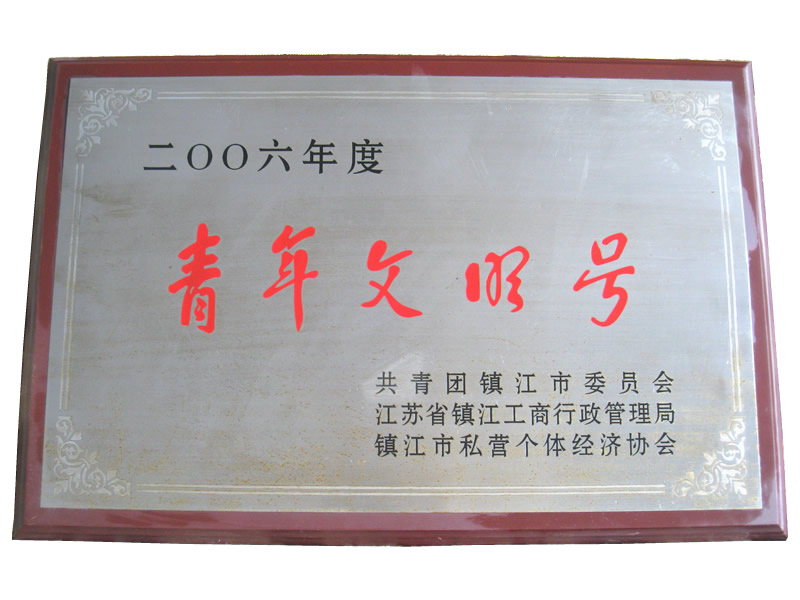 二〇〇六年度
青年文明号
共青团镇江市委员会
江苏省镇江工商行政管理局
镇江市私营个体经济协会